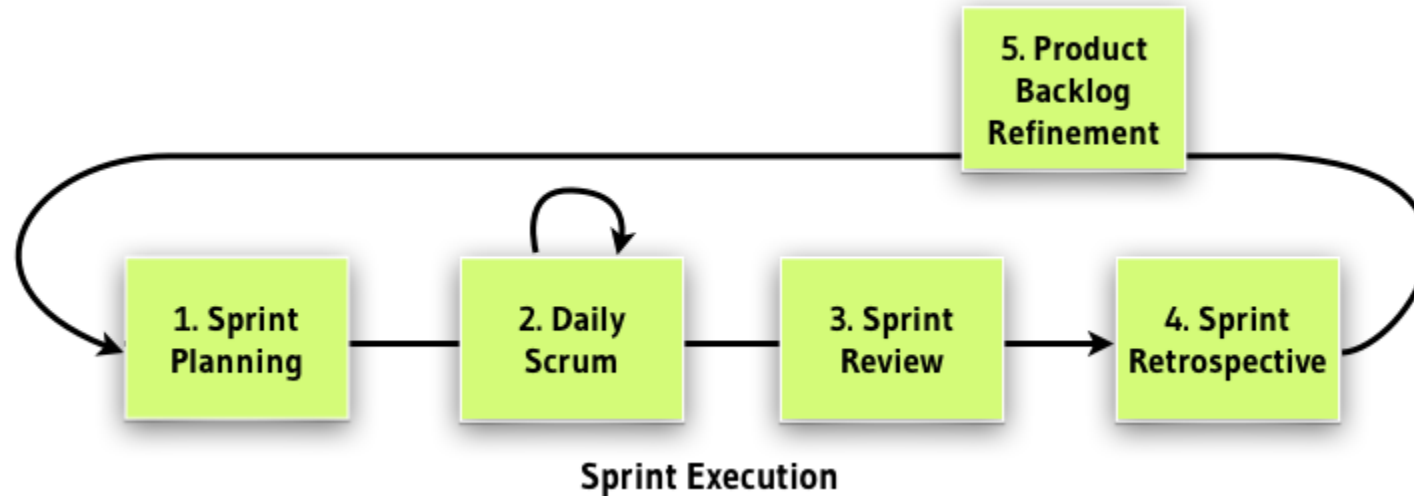 5. Product
Backlog
Refinement
1. Sprint
Planning
2. Daily
Scrum
3. Sprint
Review
4. Sprint
Retrospective
Sprint Execution